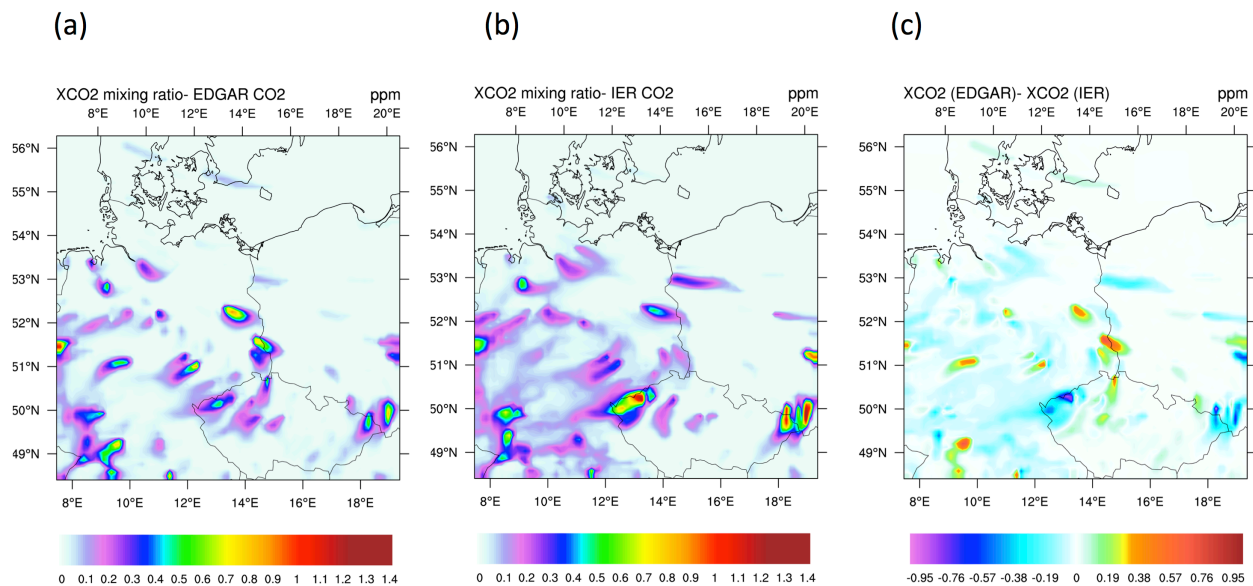 (a)
(b)
(c)
XCO2 mixing ratio- EDGAR CO2 ppm
8°E 10°E 12°E 14°E 16°E 18°E 20°E
56°N
55°N
54°N
53°N
52°N
51°N
50°N
49°N
8°E 10°E 12°E 14°E 16°E 18°E
0 0.1 0.2 0.3 0.4 0.5 0.6 0.7 0.8 0.9 1 1.1 1.2 1.3 1.4
XCO2 mixing ratio- IER CO2 ppm
8°E 10°E 12°E 14°E 16°E 18°E 20°E
56°N
55°N
54°N
53°N
52°N
51°N
50°N
49°N
8°E 10°E 12°E 14°E 16°E 18°E
0 0.1 0.2 0.3 0.4 0.5 0.6 0.7 0.8 0.9 1 1.1 1.2 1.3 1.4
XCO2 (EDGAR)- XCO2 (IER) ppm
8°E 10°E 12°E 14°E 16°E 18°E 20°E
56°N
55°N
54°N
53°N
52°N
51°N
50°N
49°N
8°E 10°E 12°E 14°E 16°E 18°E
-0.95 -0.76 -0.57 -0.38 -0.19 0 0.19 0.38 0.57 0.76 0.95